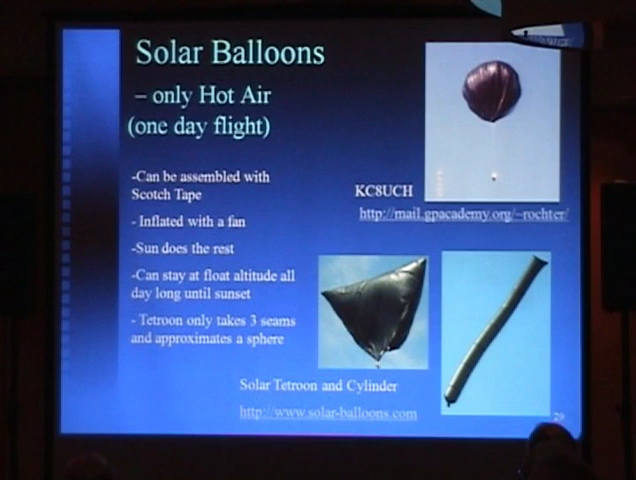 Solar Balloons
– only Hot Air
(one day flight)
-Can be assembled with
Scotch Tape
- Inflated with a fan
-Sun does the rest
-Can stay at float altitude all
day long until sunset
- Tetroon only takes 3 seams
and approximates a sphere
KC8UCH
http://mail.gpacademy.org/~rochter/
Solar Tetroon and Cylinder
http://www.solar-balloons.com
29